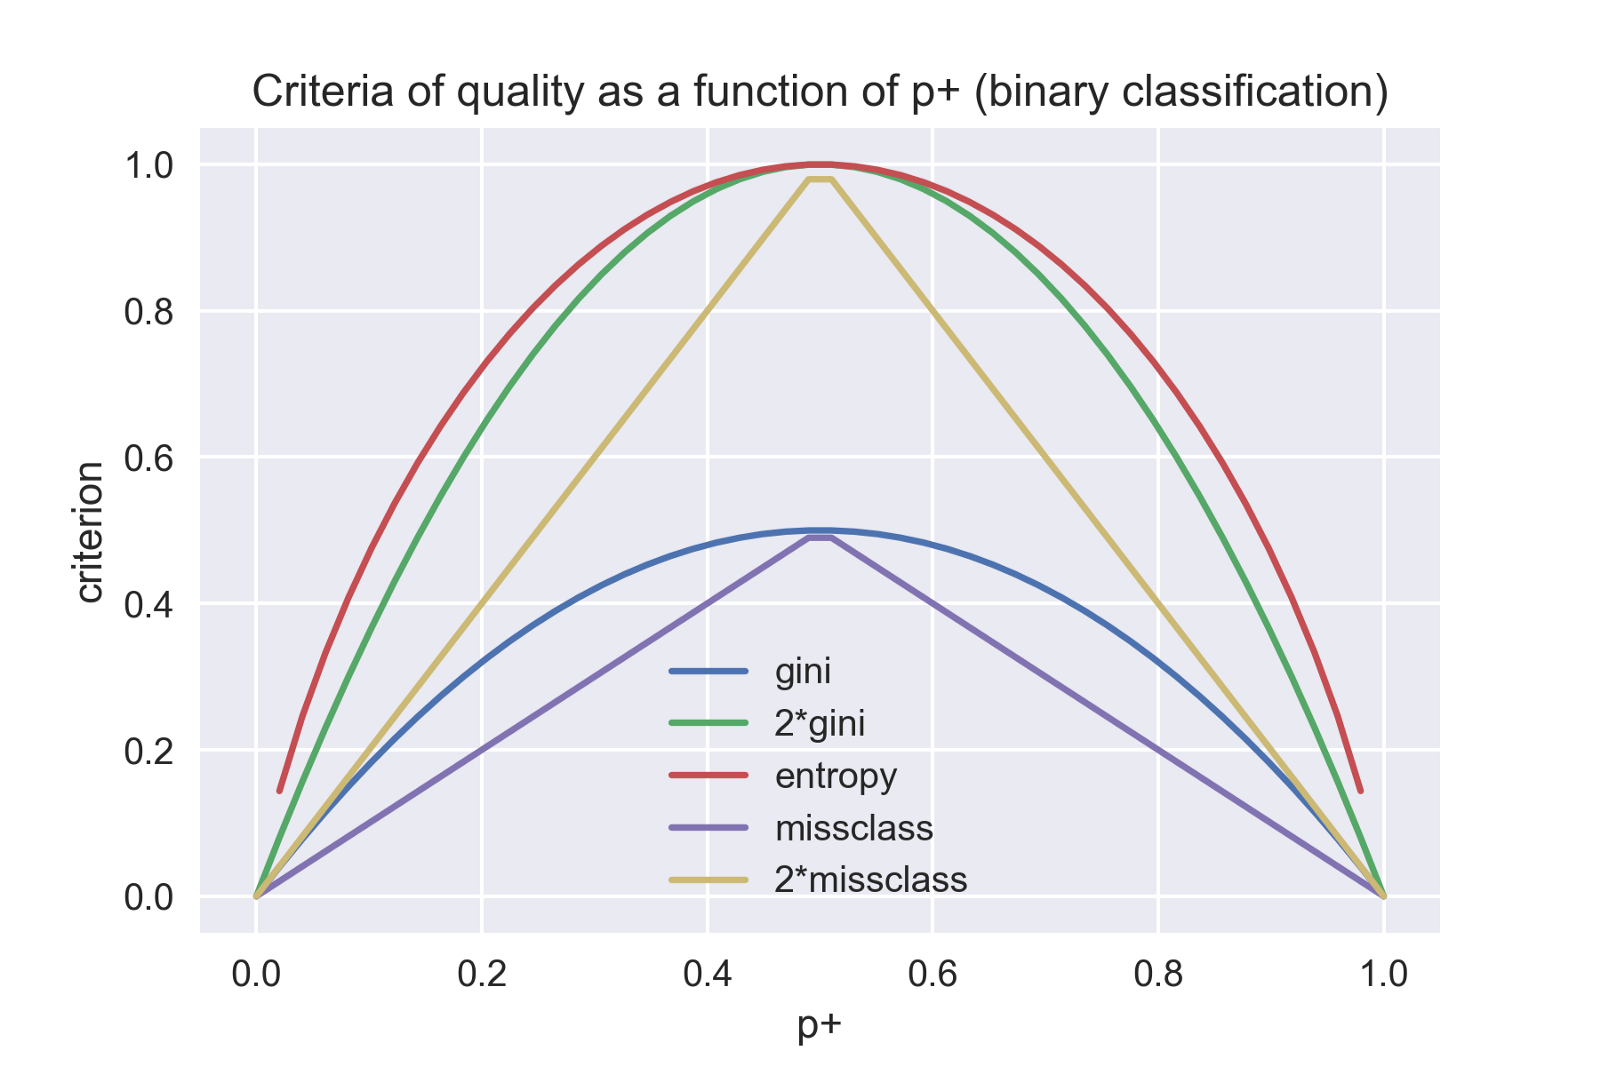 Criteria of quality as a function of p+ (binary classification)
1.0
0.8
0.6
0.4
0.2
0.0
criterion
gini
2*gini
entropy
missclass
2*missclass
0.0 0.2 0.4 0.6 0.8 1.0
p+